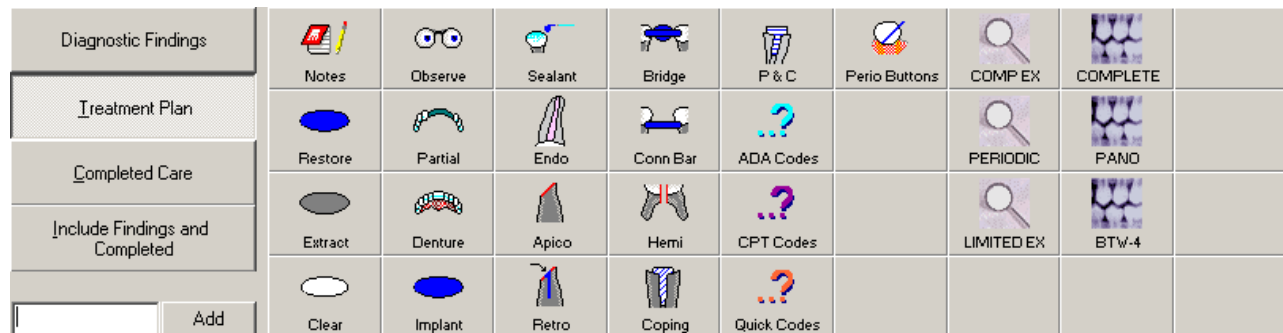 Diagnostic Findings
Treatment Plan
Completed Care
Include Findings and
Completed
Add
Notes
Observe
Sealant
Bridge
P & C
Perio Buttons
COMP EX
COMPLETE
Restore
Partial
Endo
Conn Bar
ADA Codes
PERIODIC
PANO
Extract
Denture
Apico
Hemi
CPT Codes
LIMITED EX
BTW-4
Clear
Implant
Retro
Coping
Quick Codes